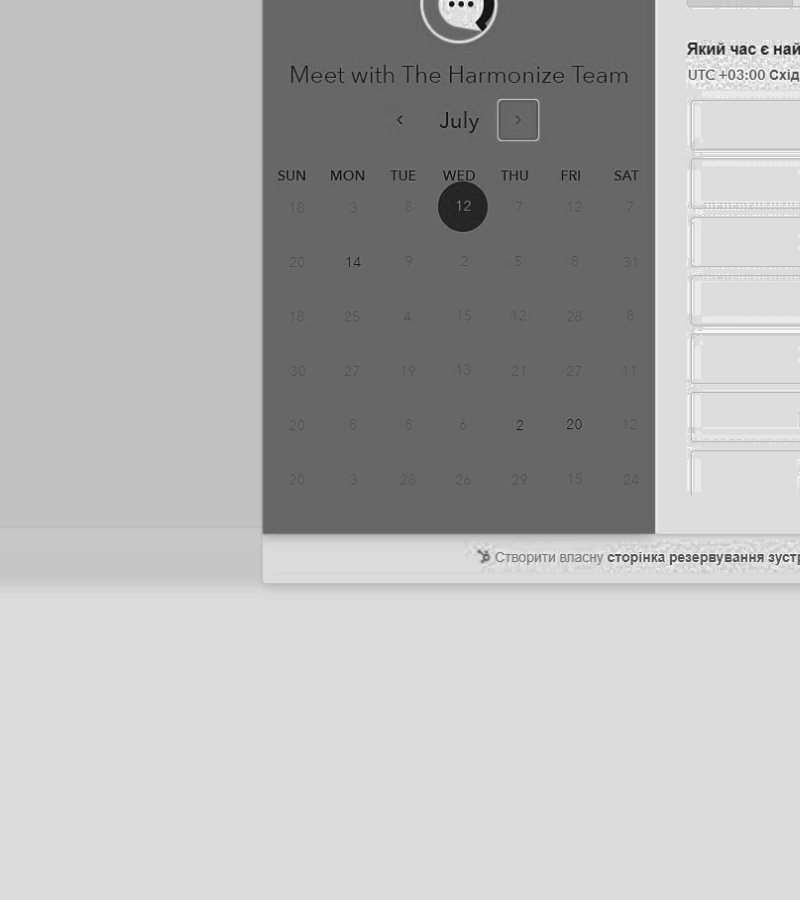 Meet with The Harmonize Team
July
SUN MON TUE WED THU FRI SAT
18 3 8 12 7 12 7
20 14 9 2 5 8 31
18 25 4 15 12 28 8
30 27 19 13 21 27 11
20 8 8 6 2 20 12
20 3 28 26 29 15 24
Який час є най
UTC +03:00 Схід
Створити власну сторінка резервування зустр